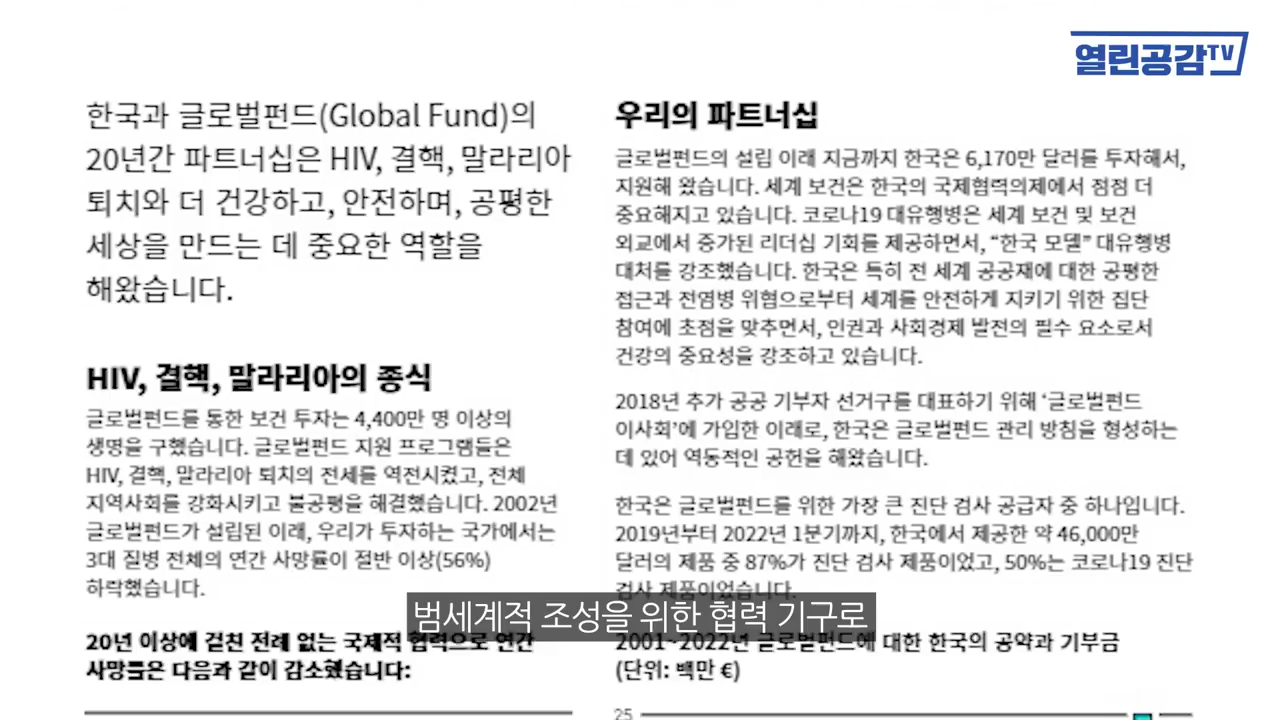 열린공감TV
한국과 글로벌펀드(Global Fund)의
20년간 파트너십은 HIV, 결핵, 말라리아
퇴치와 더 건강하고, 안전하며, 공평한
세상을 만드는 데 중요한 역할을
해왔습니다.
HIV, 결핵, 말라리아의 종식
글로벌펀드를 통한 보건 투자는 4,400만 명 이상의
생명을 구했습니다. 글로벌펀드 지원 프로그램들은
HIV, 결핵, 말라리아 퇴치의 전세를 역전시켰고, 전체
지역사회를 강화시키고 불공평을 해결했습니다. 2002년
글로벌펀드가 설립된 이래, 우리가 투자하는 국가에서는
3대 질병 전체의 연간 사망률이 절반 이상(56%)
하락했습니다.
20년 이상에 걸친 전례 없는 국제적 협력으로 연간
사망률은 다음과 같이 감소했습니다:
우리의 파트너십
글로벌펀드의 설립 이래 지금까지 한국은 6,170만 달러를 투자해서,
지원해 왔습니다. 세계 보건은 한국의 국제협력의제에서 점점 더
중요해지고 있습니다. 코로나19 대유행병은 세계 보건 및 보건
외교에서 증가된 리더십 기회를 제공하면서, “한국 모델” 대유행병
대처를 강조했습니다. 한국은 특히 전 세계 공공재에 대한 공평한
접근과 전염병 위협으로부터 세계를 안전하게 지키기 위한 집단
참여에 초점을 맞추면서, 인권과 사회경제 발전의 필수 요소로서
건강의 중요성을 강조하고 있습니다.
2018년 추가 공공 기부자 선거구를 대표하기 위해 ‘글로벌펀드
이사회’에 가입한 이래로, 한국은 글로벌펀드 관리 방침을 형성하는
데 있어 역동적인 공헌을 해왔습니다.
한국은 글로벌펀드를 위한 가장 큰 진단 검사 공급자 중 하나입니다.
2019년부터 2022년 1분기까지, 한국에서 제공한 약 46,000만
달러의 제품 중 87%가 진단 검사 제품이었고, 50%는 코로나19 진단
검사 제품이었습니다.
2001~2022년 글로벌펀드에 대한 한국의 공약과 기부금
(단위: 백만 €)
25
범세계적 조성을 위한 협력 기구로